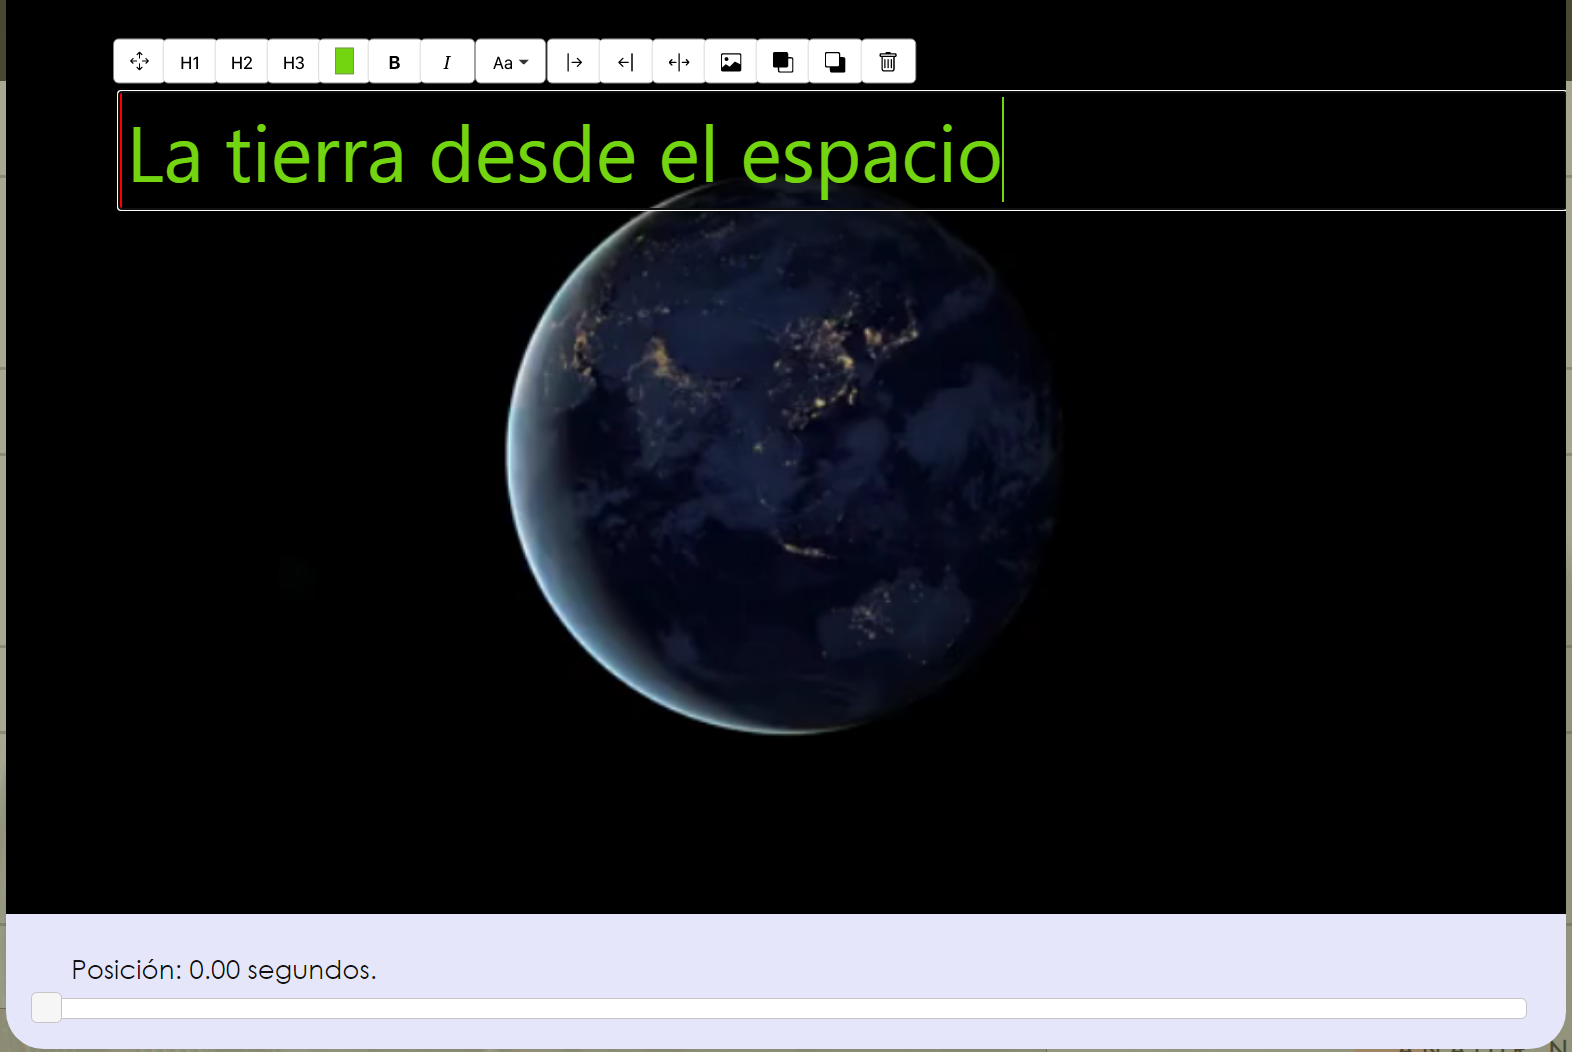 H1 H2 H3 B I Aa
La tierra desde el espacio
Posición: 0.00 segundos.